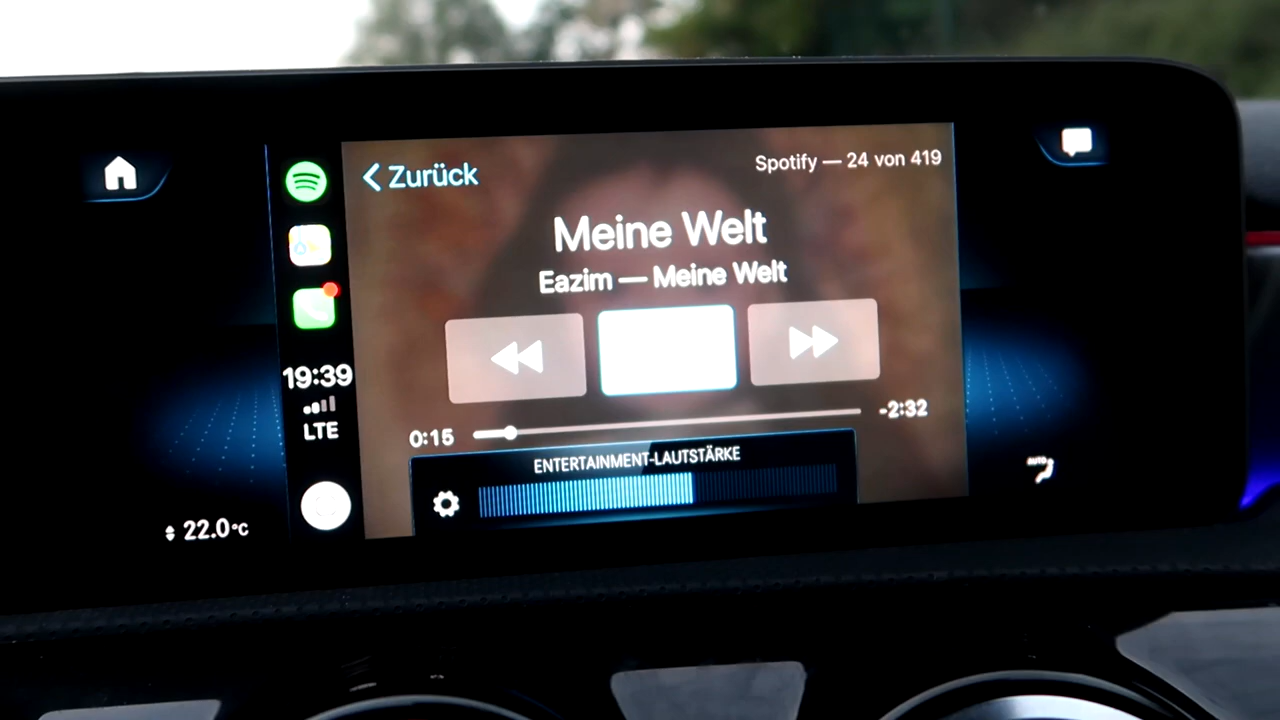 Zurück
Spotify — 24 von 419
Meine Welt
Eazim — Meine Welt
19:39
LTE
0:15
-2:32
ENTERTAINMENT-LAUTSTÄRKE
22.0°C
AUTO